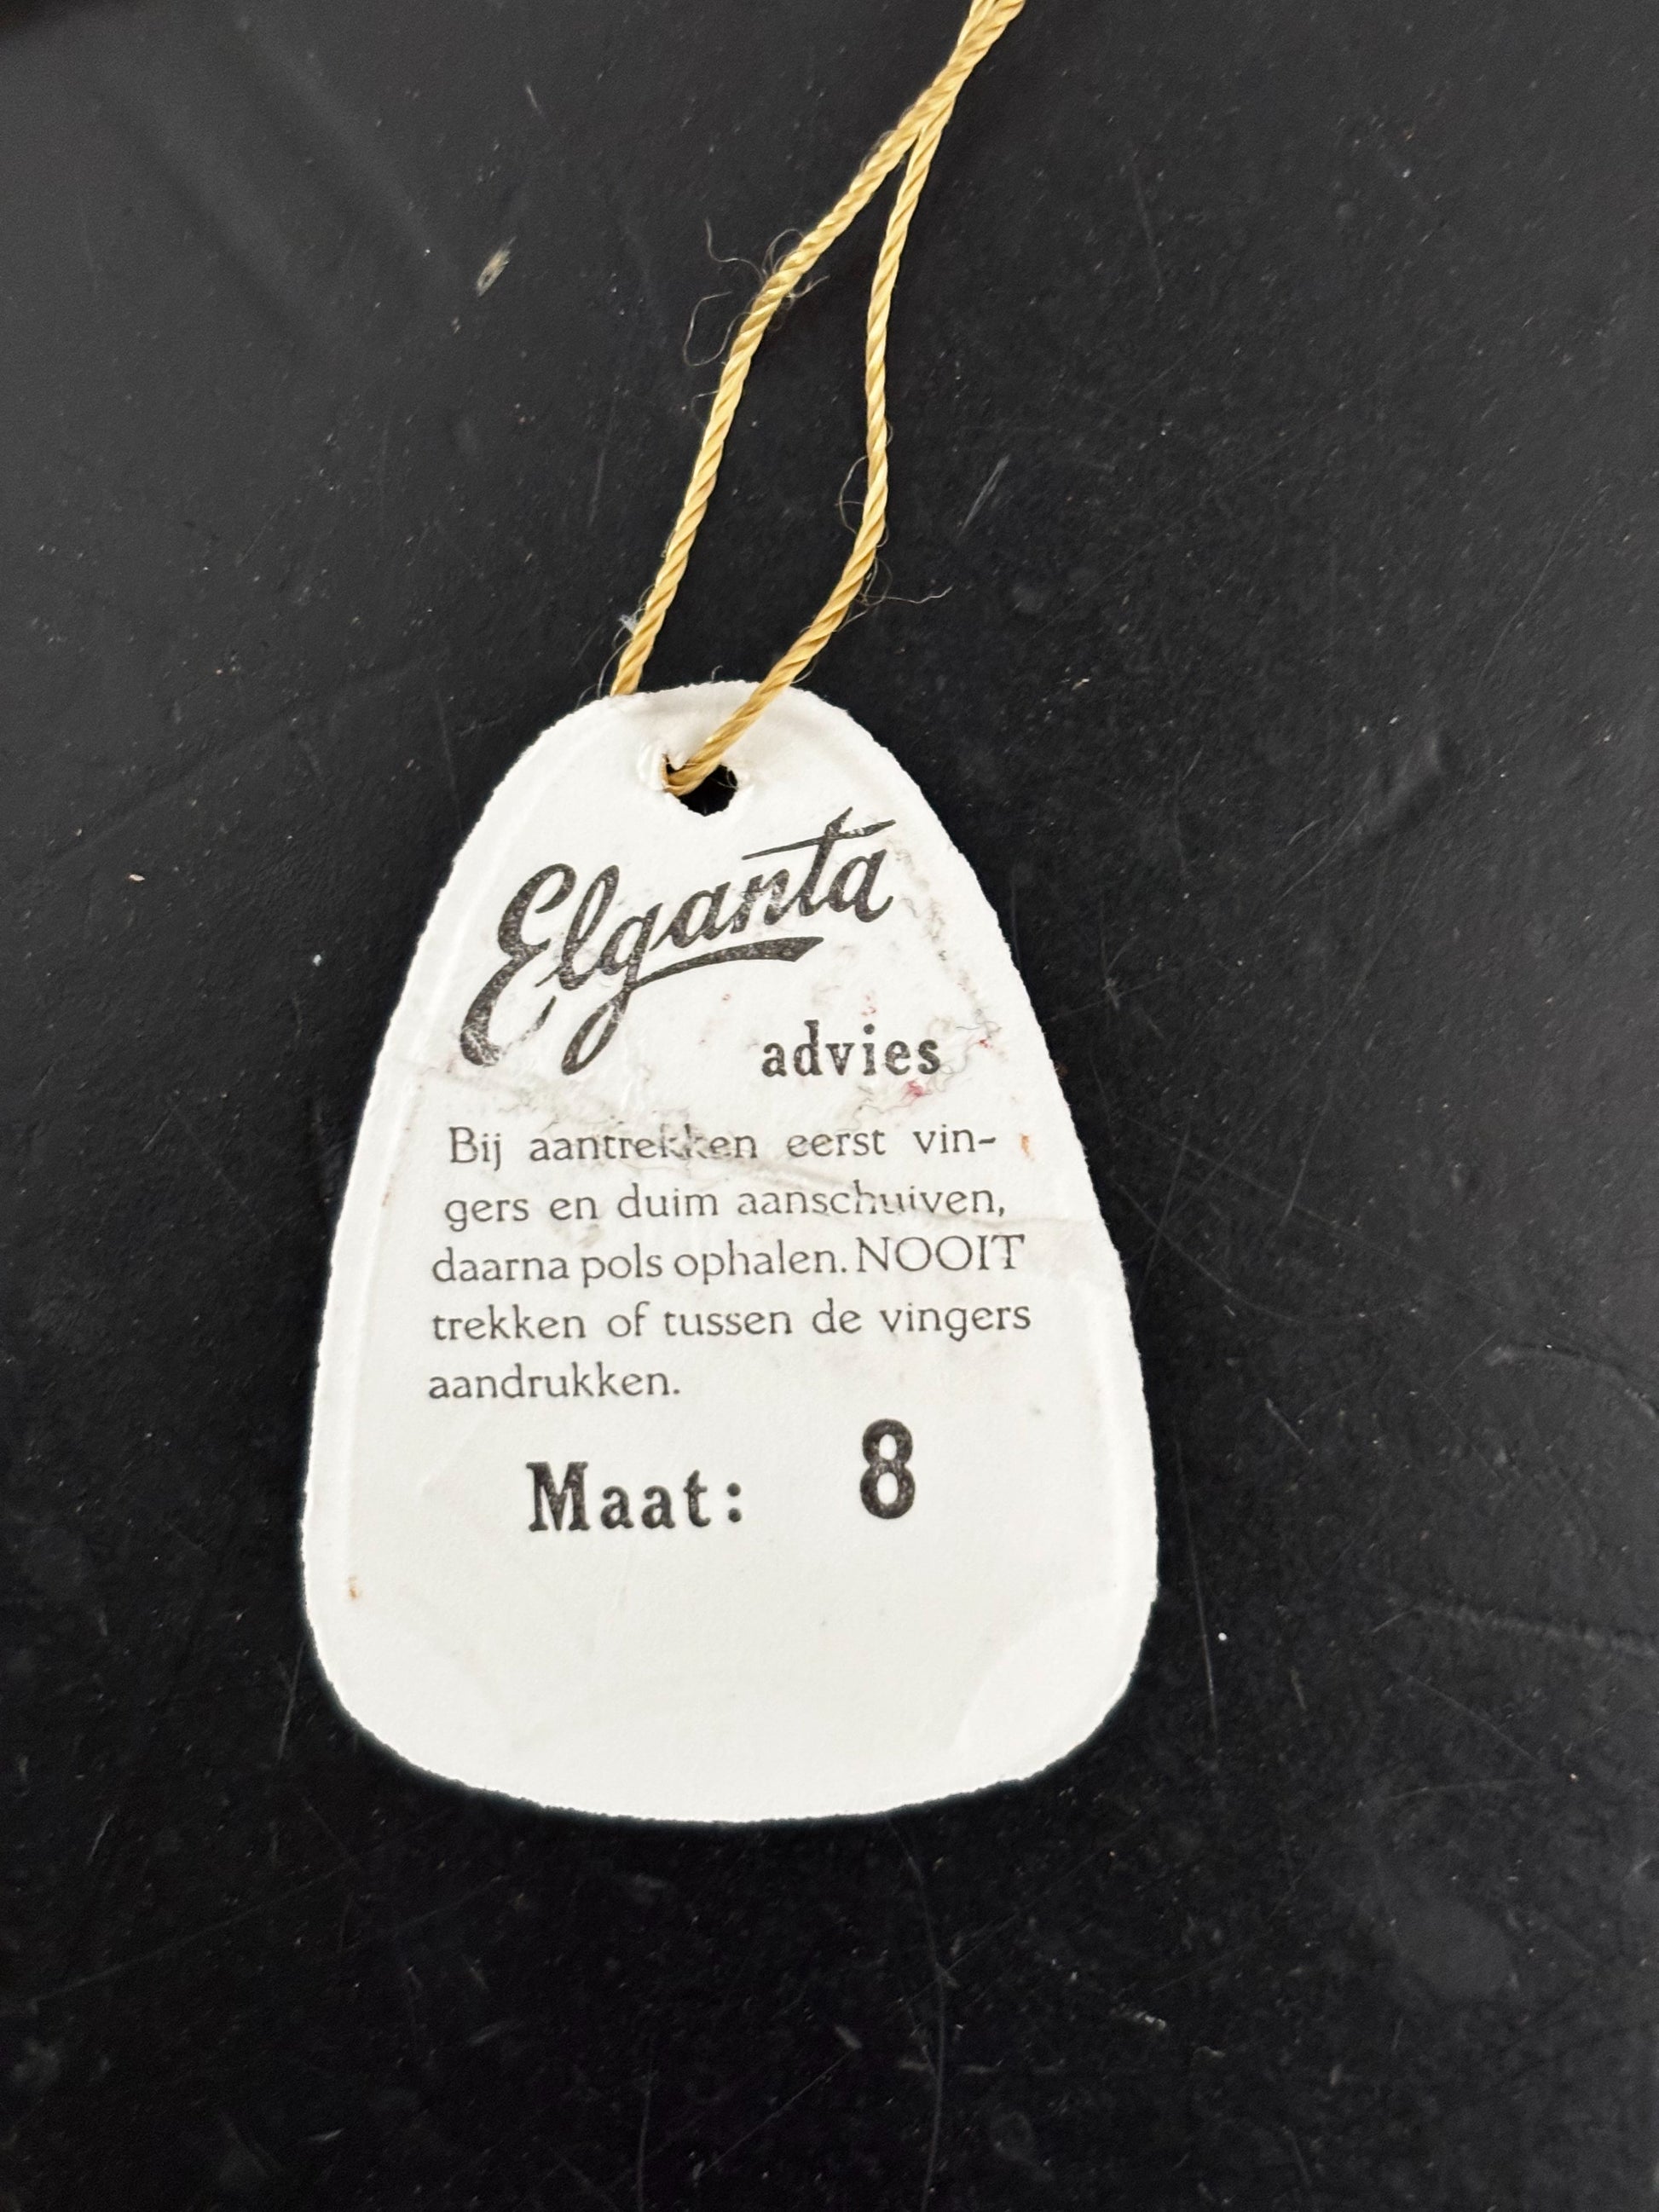 Elganta
advies
Bij aantrekken eerst vin-
gers en duim aanschuiven,
daarna pols ophalen. NOOIT
trekken of tussen de vingers
aandrukken.
Maat: 8